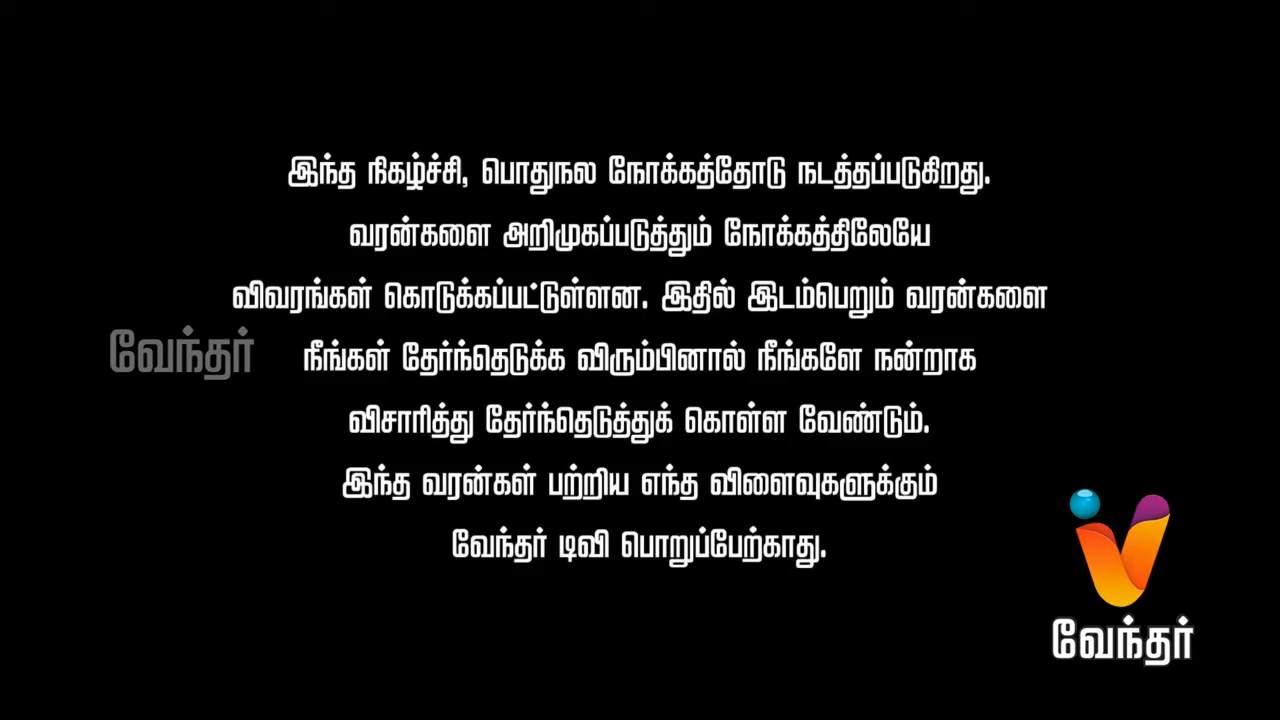 இந்த நிகழ்ச்சி, பொதுநல நோக்கத்தோடு நடத்தப்படுகிறது.
வரன்களை அறிமுகப்படுத்தும் நோக்கத்திலேயே
விவரங்கள் கொடுக்கப்பட்டுள்ளன. இதில் இடம்பெறும் வரன்களை
வேந்தர்
நீங்கள் தேர்ந்தெடுக்க விரும்பினால் நீங்களே நன்றாக
விசாரித்து தேர்ந்தெடுத்துக் கொள்ள வேண்டும்.
இந்த வரன்கள் பற்றிய எந்த விளைவுகளுக்கும்
வேந்தர் டிவி பொறுப்பேற்காது.
வேந்தர்